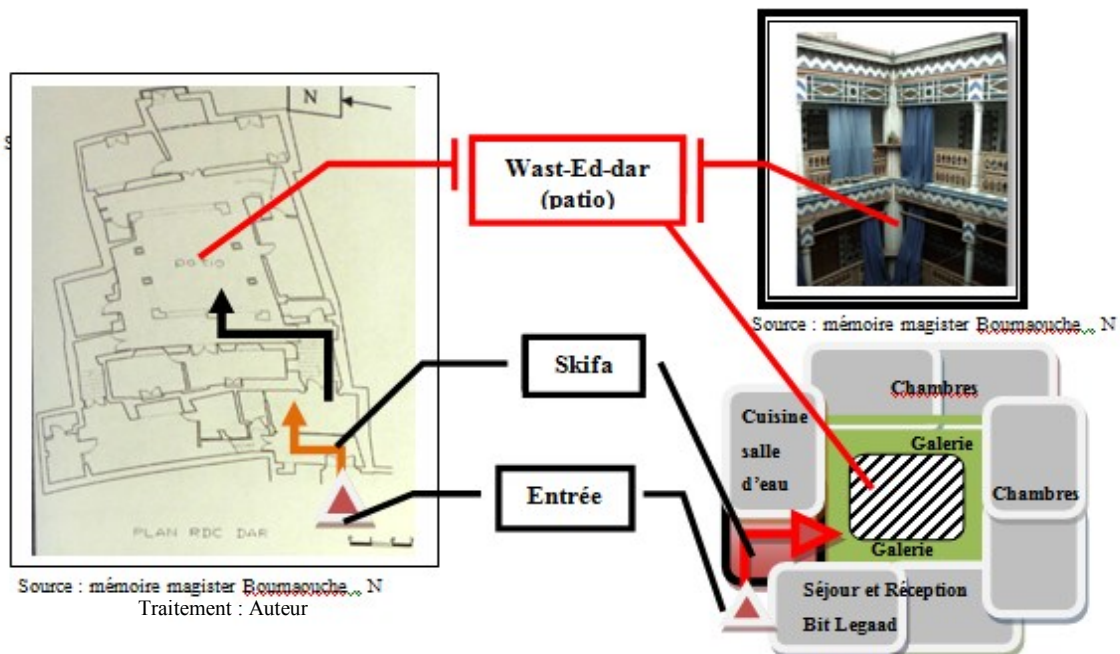 N
patio
PLAN RDC DAR
Source : mémoire magister Boumaouche., N
Traitement : Auteur
Wast-Ed-dar
(patio)
Skifa
Entrée
Source : mémoire magister Boumaouche., N
Chambres
Cuisine
salle
d'eau
Galerie
Chambres
Galerie
Séjour et Réception
Bit Legaad